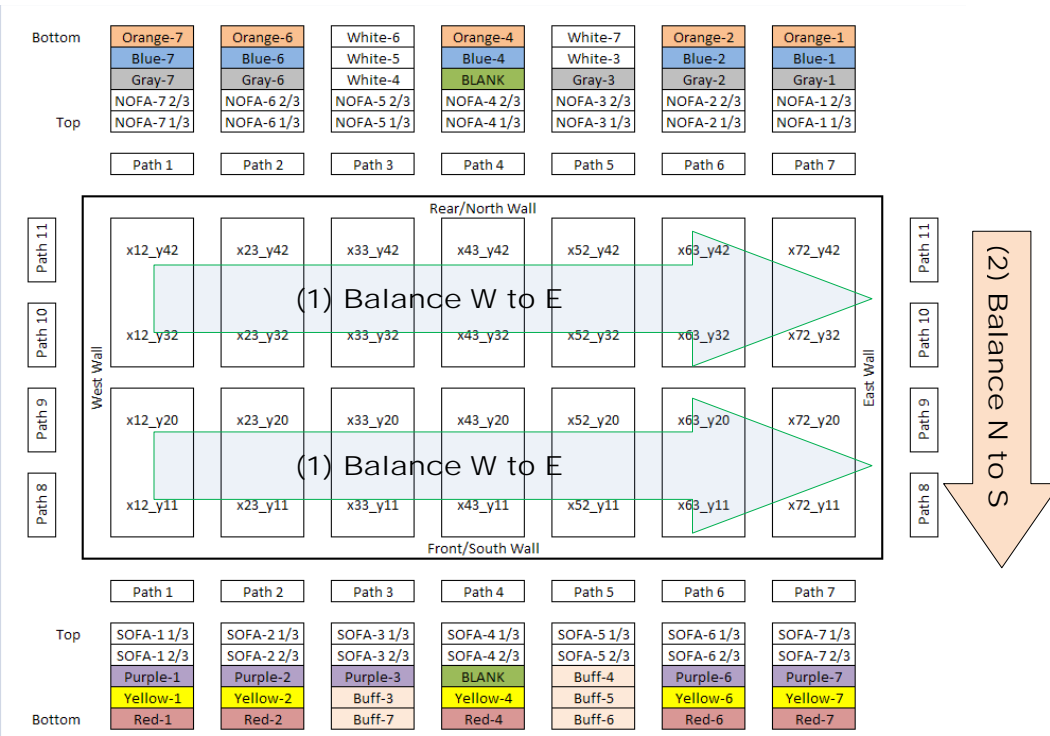 Bottom Orange-7 Orange-6 White-6 Orange-4 White-7 Orange-2 Orange-1
Blue-7 Blue-6 White-5 Blue-4 White-3 Blue-2 Blue-1
Gray-7 Gray-6 White-4 BLANK Gray-3 Gray-2 Gray-1
NOFA-7 2/3 NOFA-6 2/3 NOFA-5 2/3 NOFA-4 2/3 NOFA-3 2/3 NOFA-2 2/3 NOFA-1 2/3
Top NOFA-7 1/3 NOFA-6 1/3 NOFA-5 1/3 NOFA-4 1/3 NOFA-3 1/3 NOFA-2 1/3 NOFA-1 1/3
Path 1 Path 2 Path 3 Path 4 Path 5 Path 6 Path 7
Rear/North Wall
Path 11 x12_y42 x23_y42 x33_y42 x43_y42 x52_y42 x63_y42 x72_y42 Path 11
(1) Balance W to E
Path 10 x12_y32 x23_y32 x33_y32 x43_y32 x52_y32 x63_y32 x72_y32 Path 10
West Wall
East Wall
(2) Balance N to S
Path 9 x12_y20 x23_y20 x33_y20 x43_y20 x52_y20 x63_y20 x72_y20 Path 9
(1) Balance W to E
Path 8 x12_y11 x23_y11 x33_y11 x43_y11 x52_y11 x63_y11 x72_y11 Path 8
Front/South Wall
Path 1 Path 2 Path 3 Path 4 Path 5 Path 6 Path 7
Top SOFA-1 1/3 SOFA-2 1/3 SOFA-3 1/3 SOFA-4 1/3 SOFA-5 1/3 SOFA-6 1/3 SOFA-7 1/3
SOFA-1 2/3 SOFA-2 2/3 SOFA-3 2/3 SOFA-4 2/3 SOFA-5 2/3 SOFA-6 2/3 SOFA-7 2/3
Purple-1 Purple-2 Purple-3 BLANK Buff-4 Purple-6 Purple-7
Yellow-1 Yellow-2 Buff-3 Yellow-4 Buff-5 Yellow-6 Yellow-7
Bottom Red-1 Red-2 Buff-7 Red-4 Buff-6 Red-6 Red-7